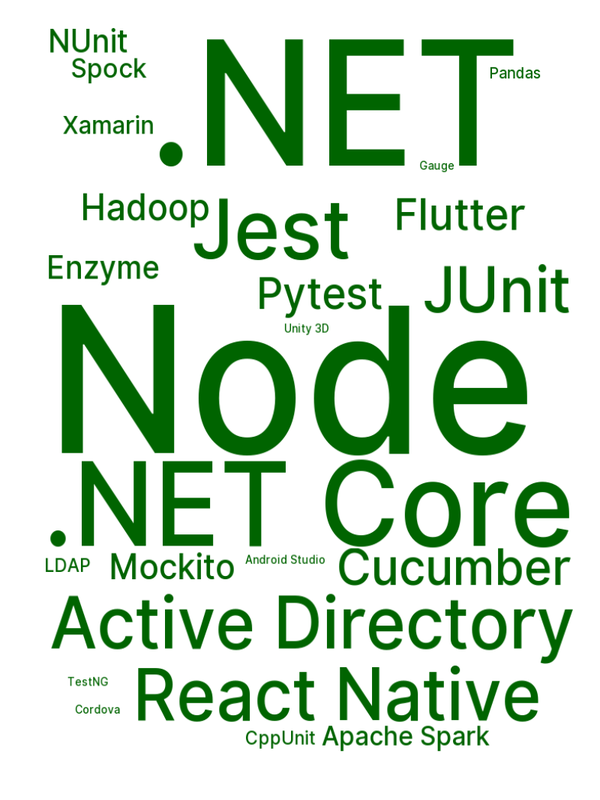 NUnit
.NET
Spock
Pandas
Xamarin
Gauge
Hadoop
Jest
Flutter
Enzyme
Pytest
JUnit
Unity 3D
Node
.NET Core
LDAP
Mockito
Android Studio
Cucumber
Active Directory
TestNG
React Native
Cordova
CppUnit
Apache Spark